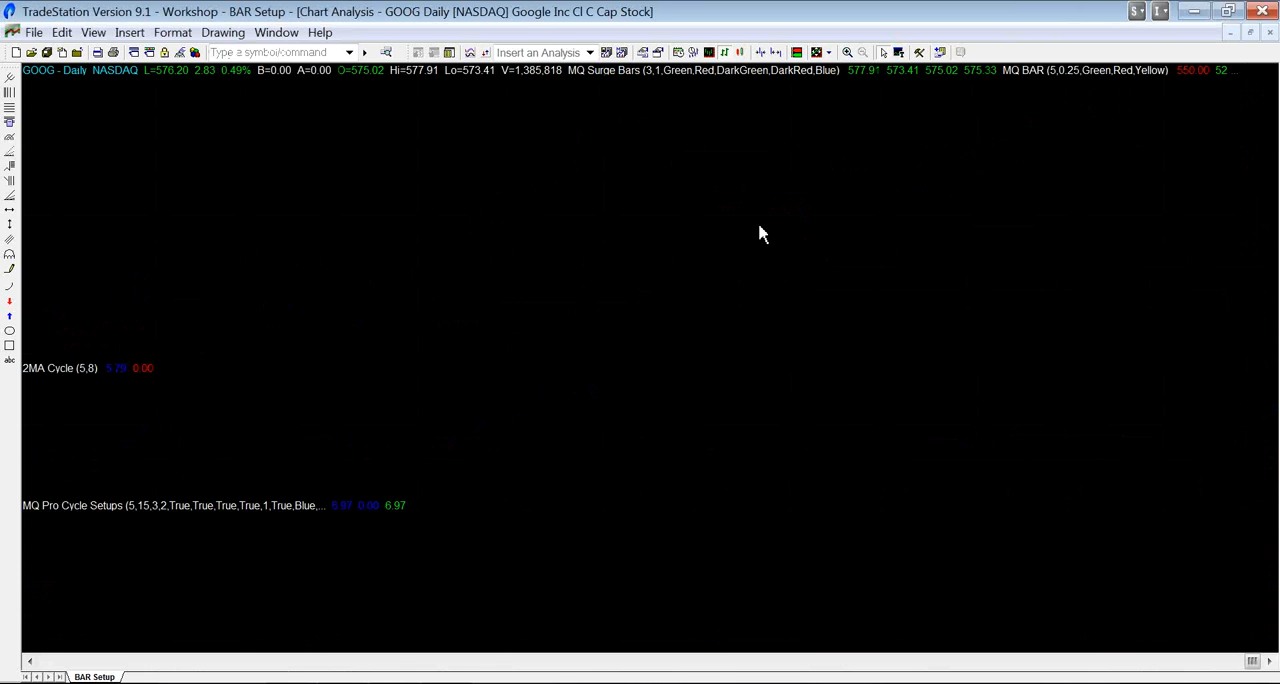 TradeStation Version 9.1 - Workshop - BAR Setup - [Chart Analysis - GOOG Daily [NASDAQ] Google Inc Cl C Cap Stock]
S I
File Edit View Insert Format Drawing Window Help
Type a symbol/command Insert an Analysis
GOOG - Daily NASDAQ L=576.20 2.83 0.49% B=0.00 A=0.00 O=575.02 Hi=577.91 Lo=573.41 V=1,385,818 MQ Surge Bars (3,1,Green,Red,DarkGreen,DarkRed,Blue) 577.91 573.41 575.02 575.33 MQ BAR (5,0.25,Green,Red,Yellow) 550.00 52 ...
abc
2MA Cycle (5,8) 5.79 0.00
MQ Pro Cycle Setups (5,15,3,2,True,True,True,True,1,True,Blue,... 6.97 0.00 6.97
BAR Setup